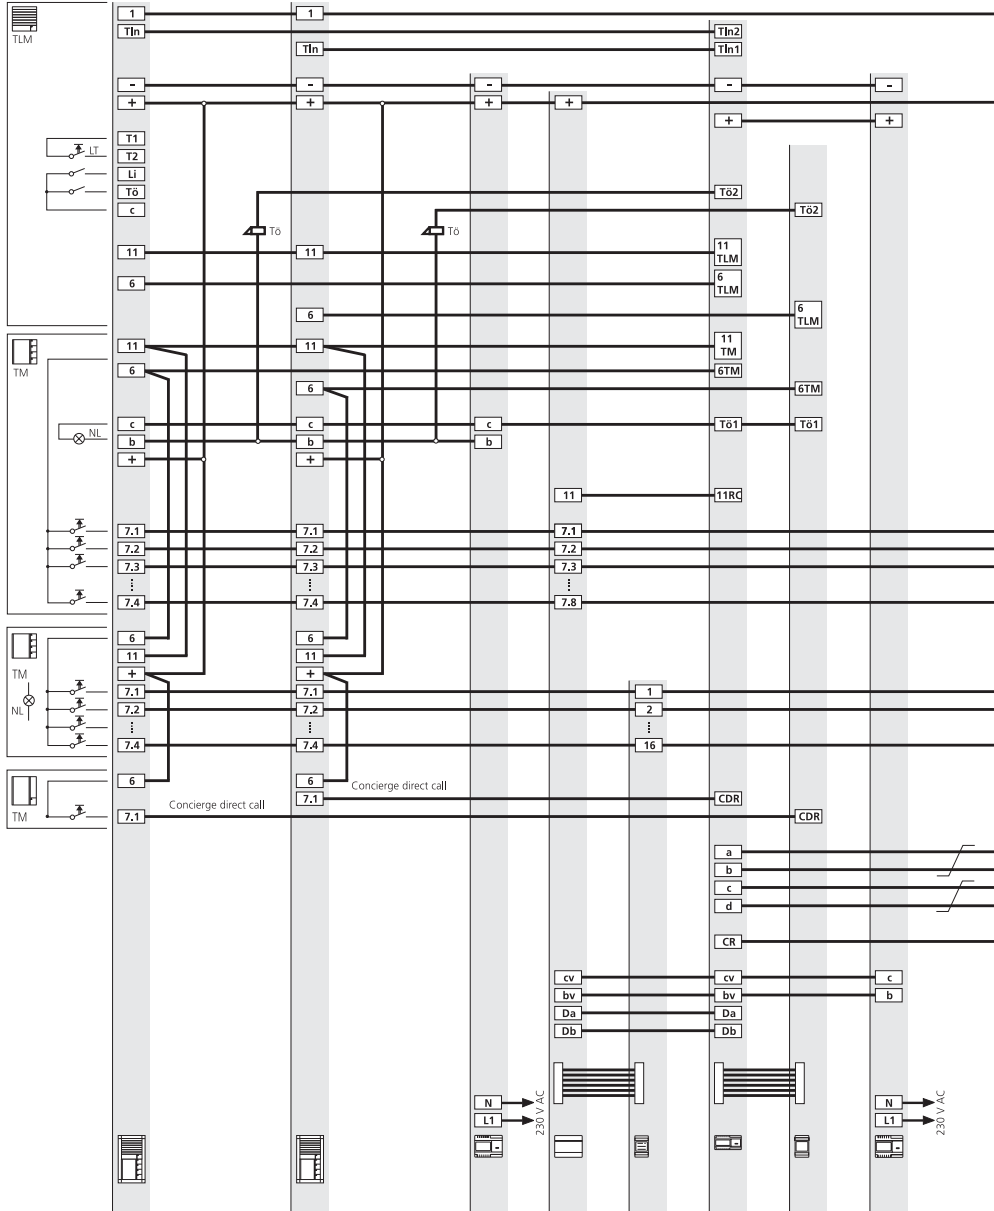 1 1
TLM
Tln Tln2
Tln Tln1
- - - - -
+ + + +
+ +
T1
LT T2
Li
Tö Tö2
c Tö2
Tö Tö
11 11 11 TLM
6 6 TLM
6 6 TLM
11 11 11 TM
TM
6 6TM
6 6TM
c c c Tö1 Tö1
NL
b b b
+ +
11 11RC
7.1 7.1 7.1
7.2 7.2 7.2
7.3 7.3 7.3
7.4 7.4 7.8
6 6
11 11
TM
+ +
7.1 7.1 1
NL
7.2 7.2 2
7.4 7.4 16
6 6
Concierge direct call
7.1 CDR
Concierge direct call
TM
7.1 CDR
a
b
c
d
CR
cv cv c
bv bv b
Da Da
Db Db
N N
L1 L1
230 V AC 230 V AC